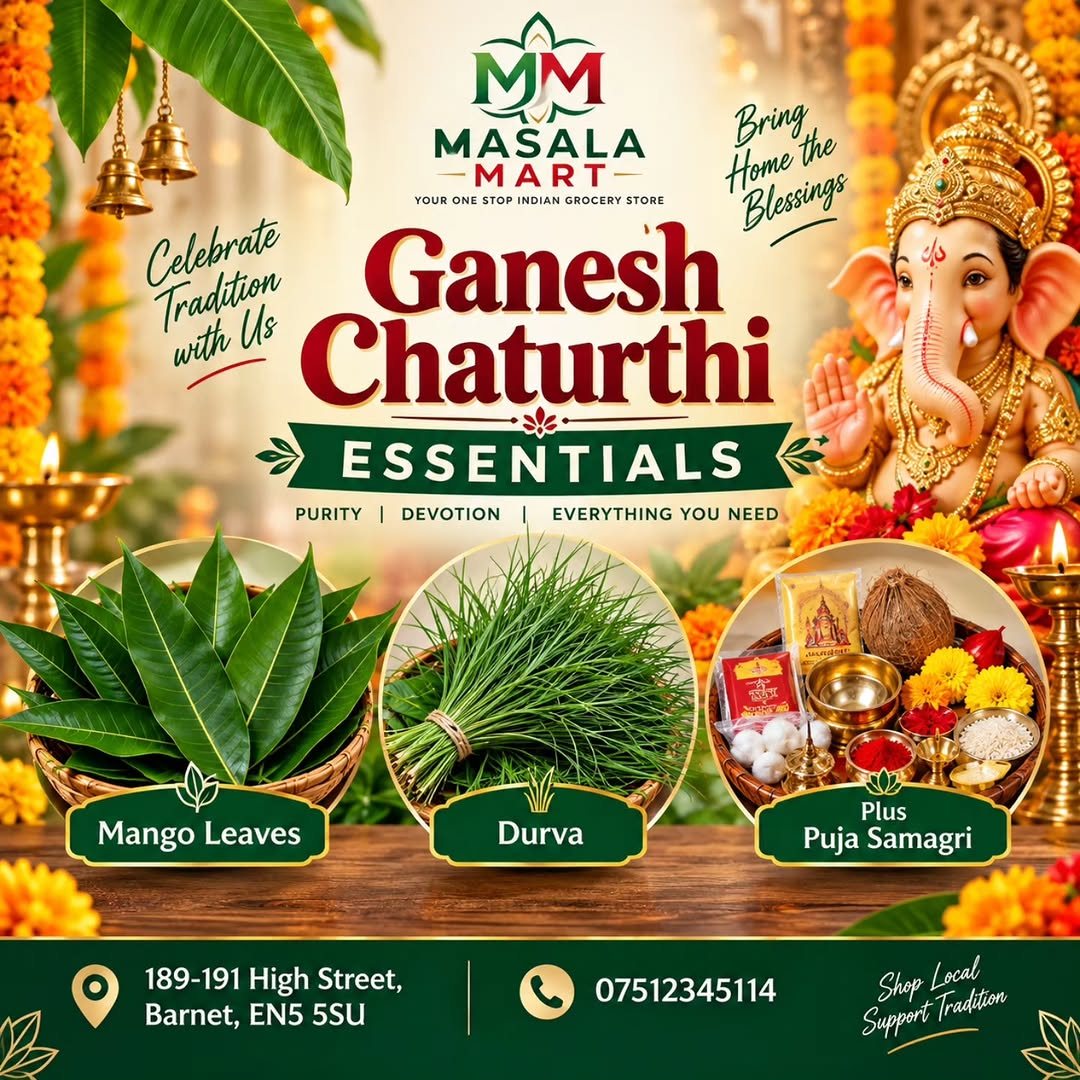 MM
MASALA
MART
YOUR ONE STOP INDIAN GROCERY STORE
Celebrate
Tradition
with Us
Bring
Home the
Blessings
Ganesh
Chaturthi
ESSENTIALS
PURITY | DEVOTION | EVERYTHING YOU NEED
Mango Leaves
Durva
Plus
Puja Samagri
189-191 High Street,
Barnet, EN5 5SU
07512345114
Shop Local
Support Tradition